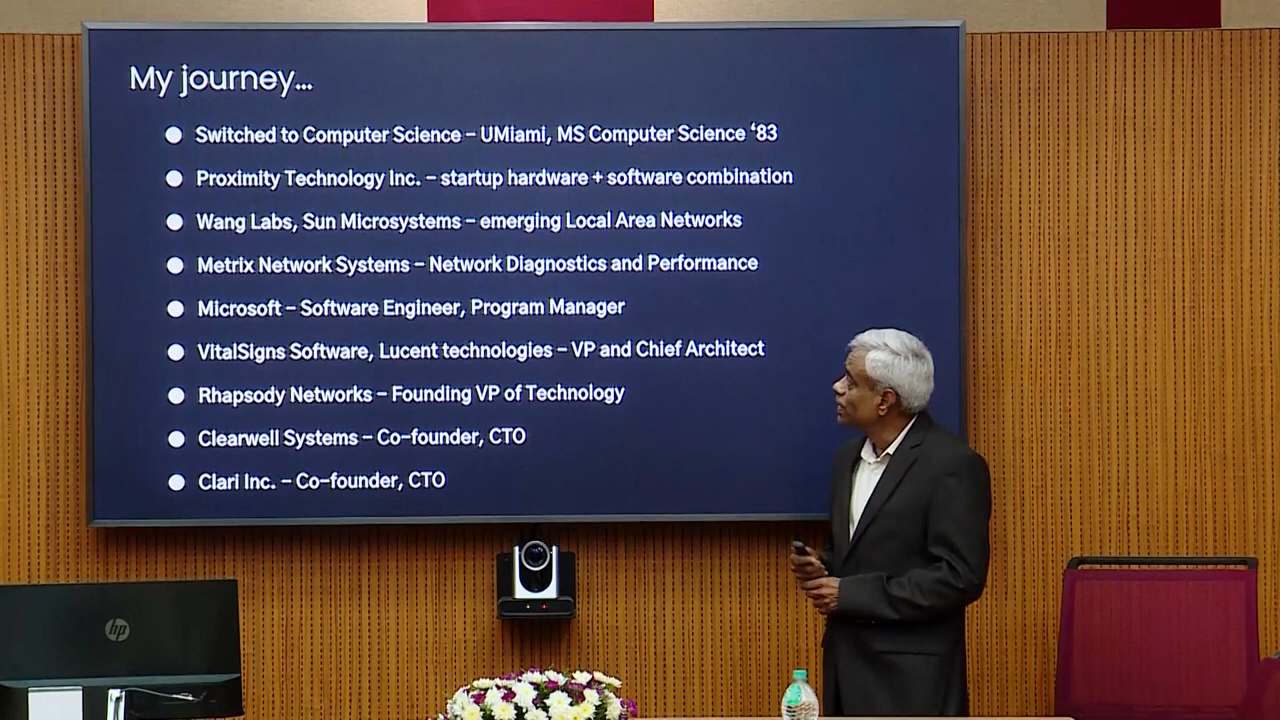 My journey...
Switched to Computer Science – UMiami, MS Computer Science ‘83
Proximity Technology Inc. – startup hardware + software combination
Wang Labs, Sun Microsystems – emerging Local Area Networks
Metrix Network Systems – Network Diagnostics and Performance
Microsoft – Software Engineer, Program Manager
VitalSigns Software, Lucent technologies – VP and Chief Architect
Rhapsody Networks – Founding VP of Technology
Clearwell Systems – Co-founder, CTO
Clari Inc. – Co-founder, CTO
hp